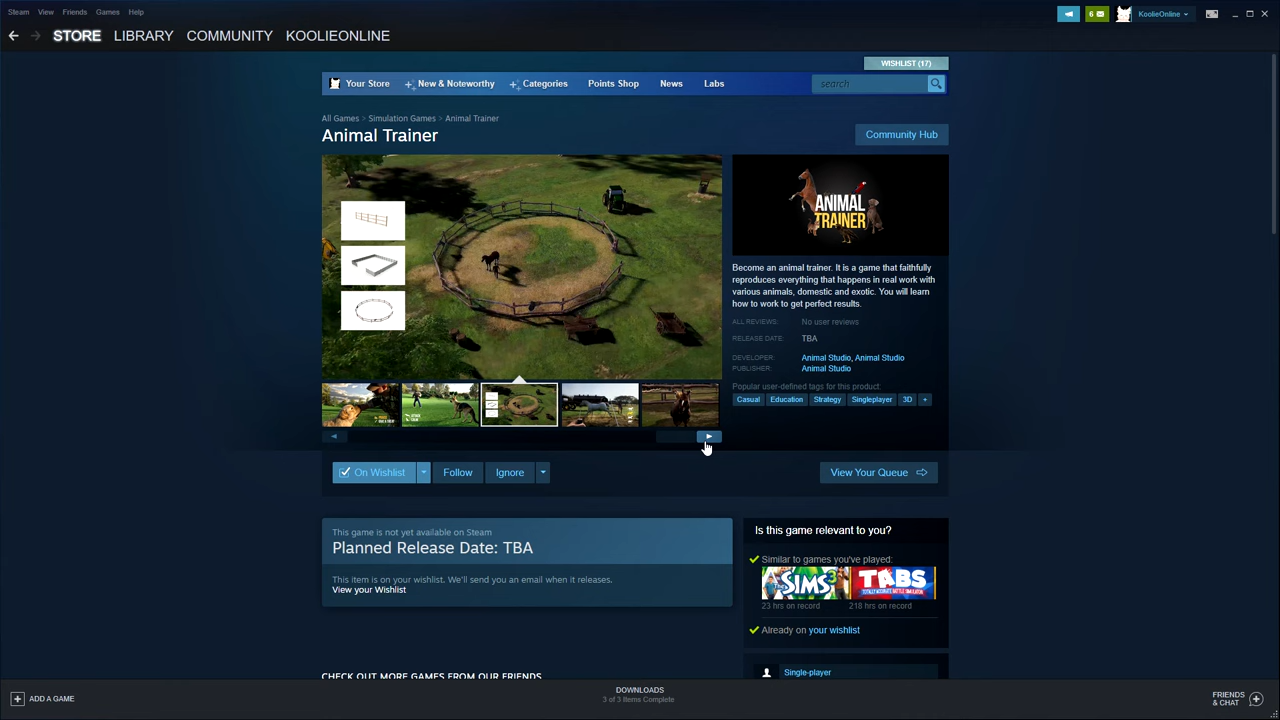 Steam View Friends Games Help
6
KoolieOnline
STORE LIBRARY COMMUNITY KOOLIEONLINE
WISHLIST (17)
Your Store New & Noteworthy Categories Points Shop News Labs
search
All Games > Simulation Games > Animal Trainer
Animal Trainer
Community Hub
ANIMAL
TRAINER
Become an animal trainer. It is a game that faithfully
reproduces everything that happens in real work with
various animals, domestic and exotic. You will learn
how to work to get perfect results.
ALL REVIEWS: No user reviews
RELEASE DATE: TBA
DEVELOPER: Animal Studio, Animal Studio
PUBLISHER: Animal Studio
Popular user-defined tags for this product:
Casual Education Strategy Singleplayer 3D +
On Wishlist Follow Ignore
View Your Queue
This game is not yet available on Steam
Planned Release Date: TBA
This item is on your wishlist. We'll send you an email when it releases.
View your Wishlist
Is this game relevant to you?
Similar to games you've played:
THE SIMS 3
TABS
TOTALLY ACCURATE BATTLE SIMULATOR
23 hrs on record 218 hrs on record
Already on your wishlist
Single-player
CHECK OUT MORE GAMES FROM OUR FRIENDS
ADD A GAME
DOWNLOADS
3 of 3 Items Complete
FRIENDS
& CHAT